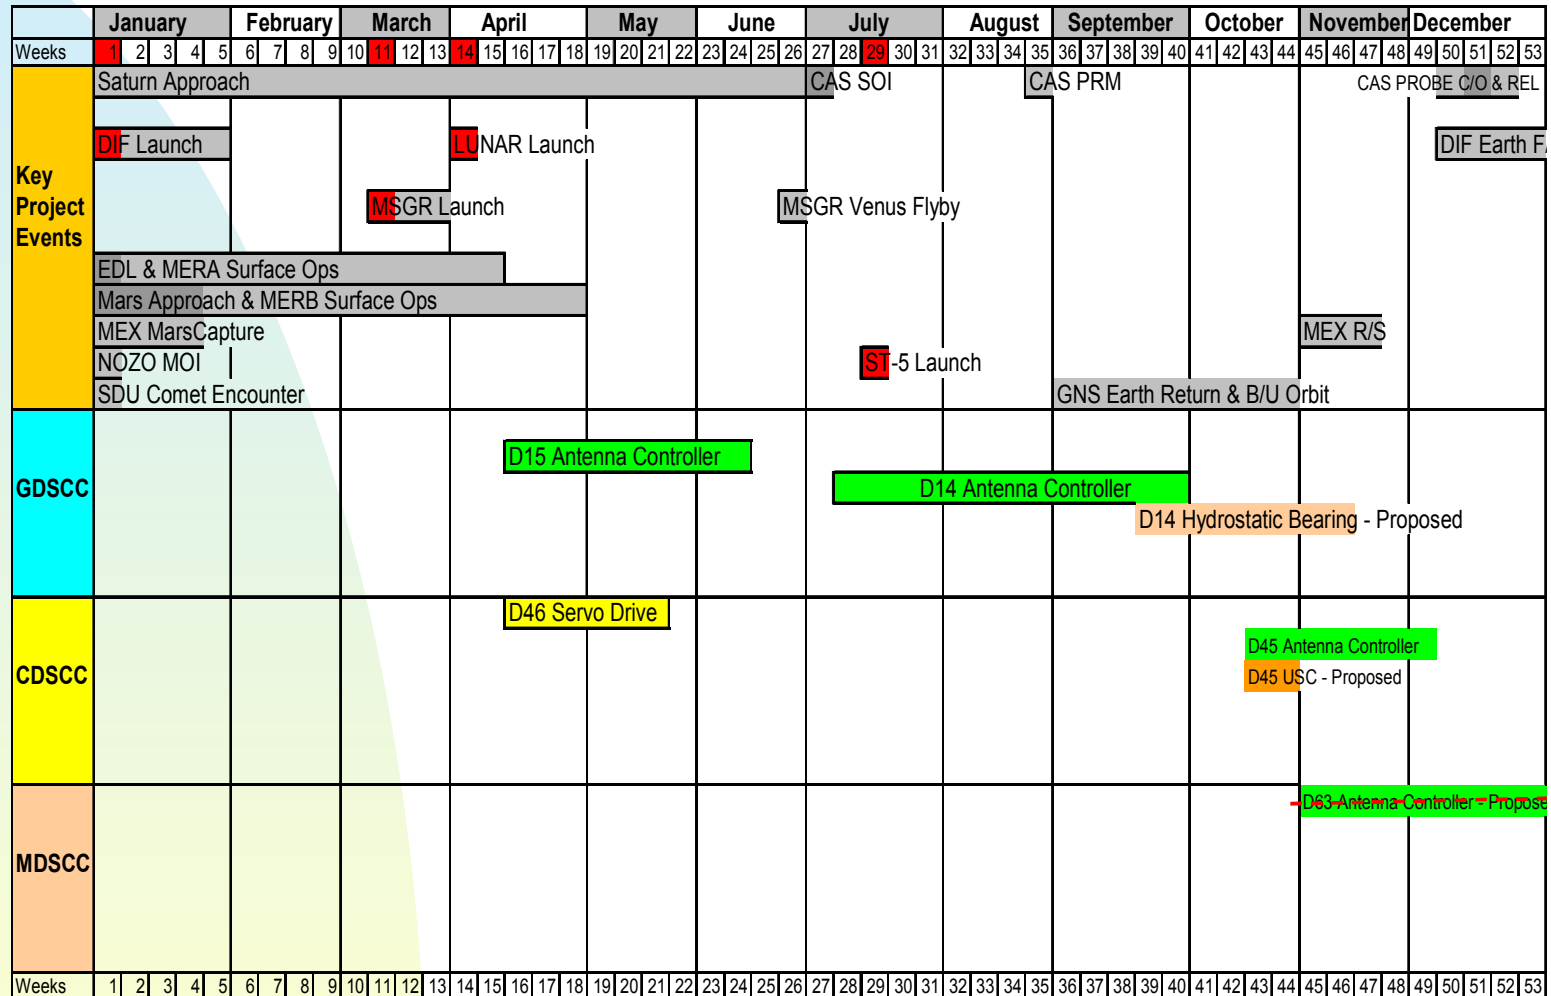 January February March April May June July August September October November December
Weeks 1 2 3 4 5 6 7 8 9 10 11 12 13 14 15 16 17 18 19 20 21 22 23 24 25 26 27 28 29 30 31 32 33 34 35 36 37 38 39 40 41 42 43 44 45 46 47 48 49 50 51 52 53
Saturn Approach CAS SOI CAS PRM CAS PROBE C/O & REL
DIF Launch LUNAR Launch DIF Earth F
Key
Project
Events
MSGR Launch MSGR Venus Flyby
EDL & MERA Surface Ops
Mars Approach & MERB Surface Ops
MEX MarsCapture MEX R/S
NOZO MOI ST-5 Launch
SDU Comet Encounter GNS Earth Return & B/U Orbit
GDSCC
D15 Antenna Controller
D14 Antenna Controller
D14 Hydrostatic Bearing - Proposed
CDSCC
D46 Servo Drive
D45 Antenna Controller
D45 USC - Proposed
MDSCC
D63 Antenna Controller - Propose
Weeks 1 2 3 4 5 6 7 8 9 10 11 12 13 14 15 16 17 18 19 20 21 22 23 24 25 26 27 28 29 30 31 32 33 34 35 36 37 38 39 40 41 42 43 44 45 46 47 48 49 50 51 52 53